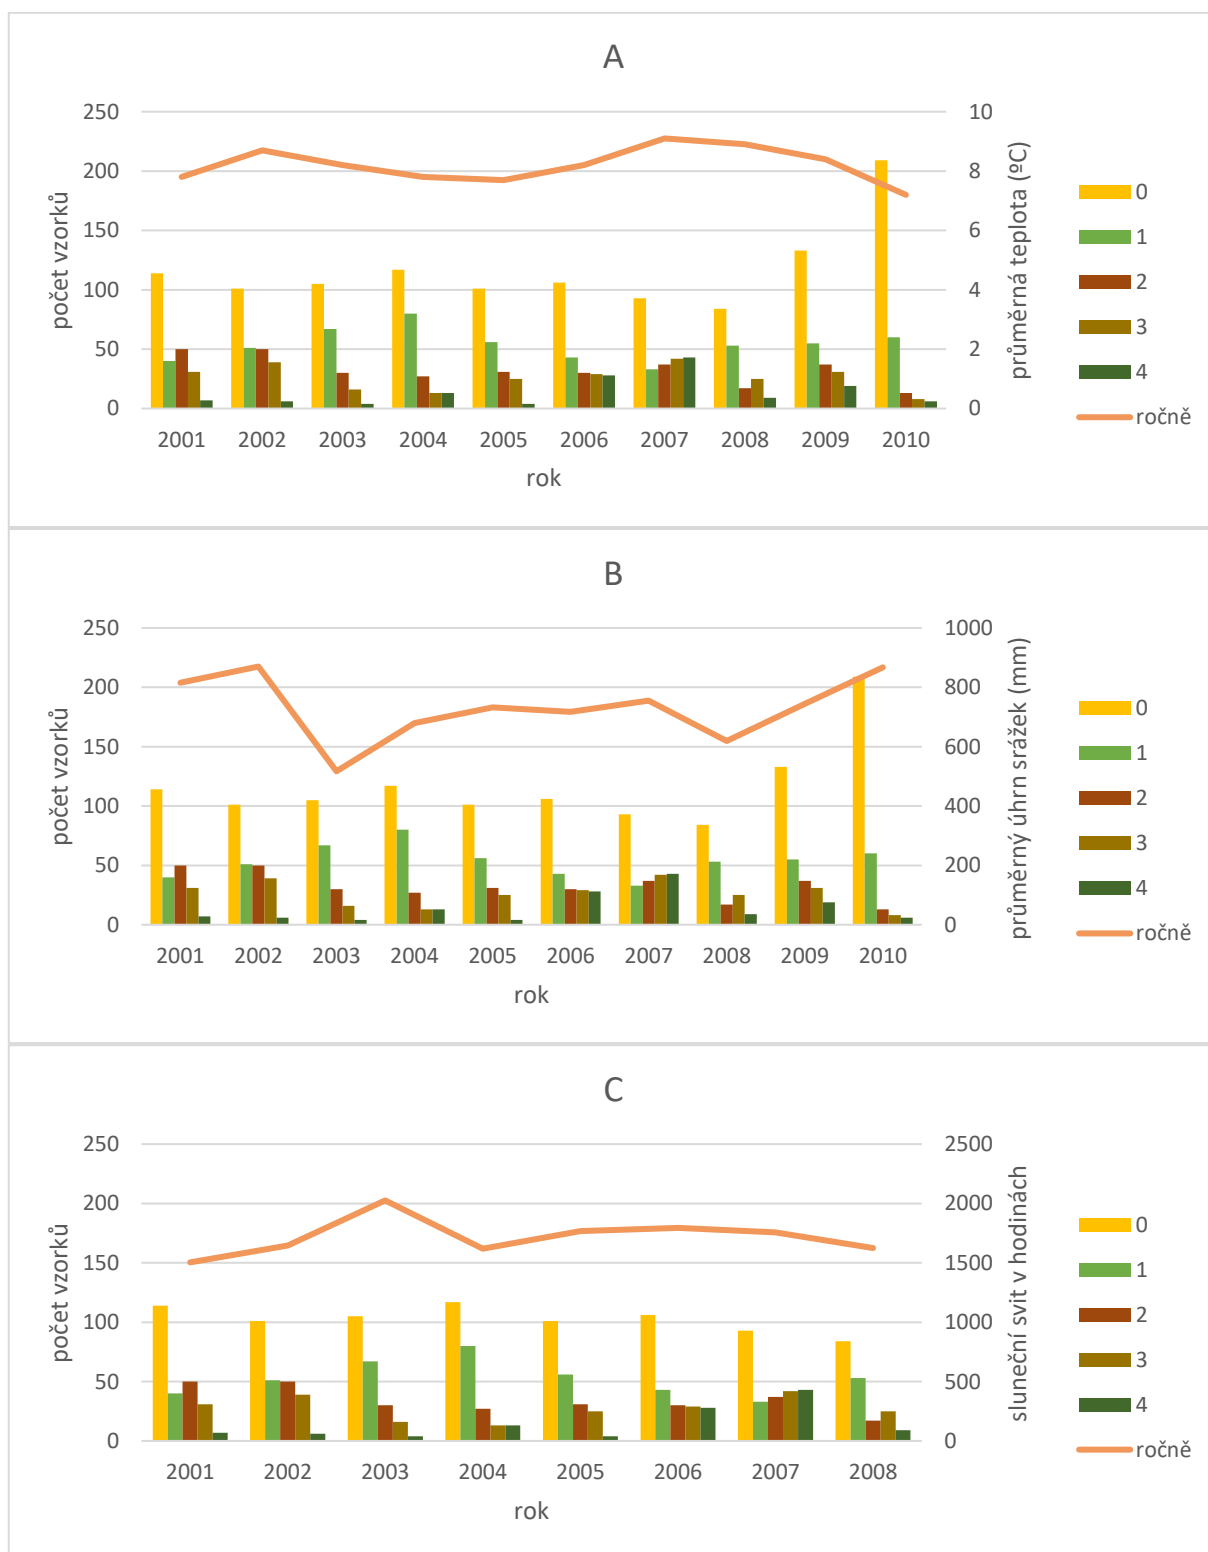 A
250
200
150
100
50
0
počet vzorků
10
8
6
4
2
0
průměrná teplota (ºC)
2001 2002 2003 2004 2005 2006 2007 2008 2009 2010
rok
0
1
2
3
4
ročně
B
250
200
150
100
50
0
počet vzorků
1000
800
600
400
200
0
průměrný úhrn srážek (mm)
2001 2002 2003 2004 2005 2006 2007 2008 2009 2010
rok
0
1
2
3
4
ročně
C
250
200
150
100
50
0
počet vzorků
2500
2000
1500
1000
500
0
sluneční svit v hodinách
2001 2002 2003 2004 2005 2006 2007 2008
rok
0
1
2
3
4
ročně